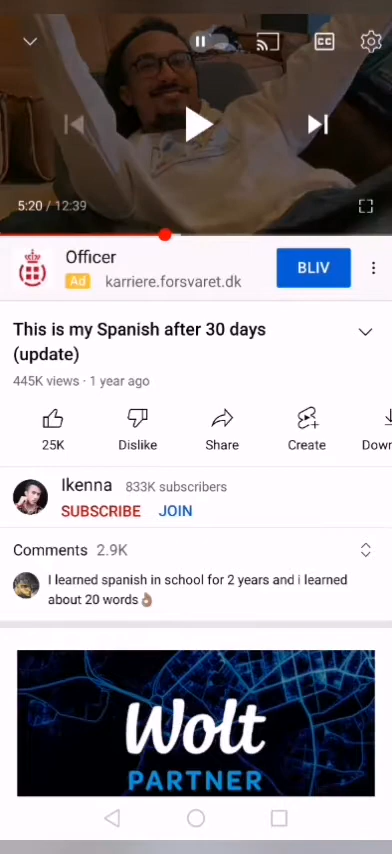 CC
5:20 / 12:39
Officer
Ad karriere.forsvaret.dk
BLIV
This is my Spanish after 30 days
(update)
445K views · 1 year ago
25K
Dislike
Share
Create
Down
Ikenna 833K subscribers
SUBSCRIBE JOIN
Comments 2.9K
I learned spanish in school for 2 years and i learned
about 20 words👌🏽
Wolt
PARTNER